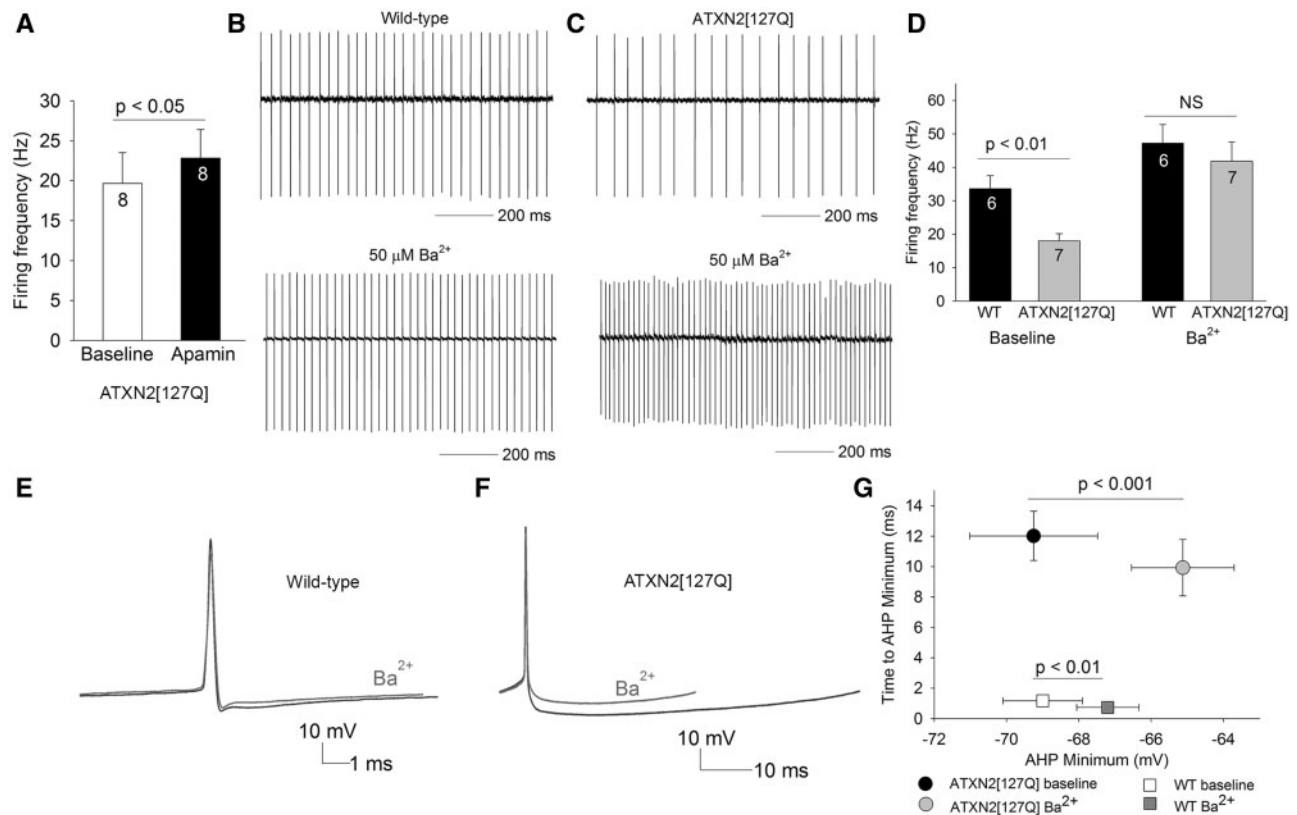 A
p < 0.05
30
25
20
15
10
5
0
Firing frequency (Hz)
8
8
Baseline
Apamin
ATXN2[127Q]
B
Wild-type
200 ms
50 μM Ba²⁺
200 ms
C
ATXN2[127Q]
200 ms
50 μM Ba²⁺
200 ms
D
60
50
40
30
20
10
0
Firing frequency (Hz)
p < 0.01
NS
6
7
6
7
WT ATXN2[127Q]
WT ATXN2[127Q]
Baseline
Ba²⁺
E
Wild-type
Ba²⁺
10 mV
1 ms
F
ATXN2[127Q]
Ba²⁺
10 mV
10 ms
G
p < 0.001
14
12
10
8
6
4
2
0
Time to AHP Minimum (ms)
p < 0.01
-72 -70 -68 -66 -64
AHP Minimum (mV)
ATXN2[127Q] baseline
WT baseline
ATXN2[127Q] Ba²⁺
WT Ba²⁺